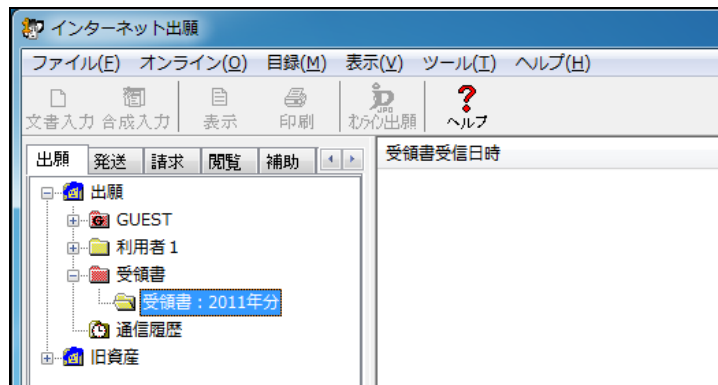 インターネット出願
ファイル(F) オンライン(O) 目録(M) 表示(V) ツール(T) ヘルプ(H)
文書入力 合成入力 表示 印刷 ｵﾝﾗｲﾝ出願 ヘルプ
出願 発送 請求 閲覧 補助
受領書受信日時
出願
G GUEST
利用者1
受領書
受領書：2011年分
通信履歴
旧資産